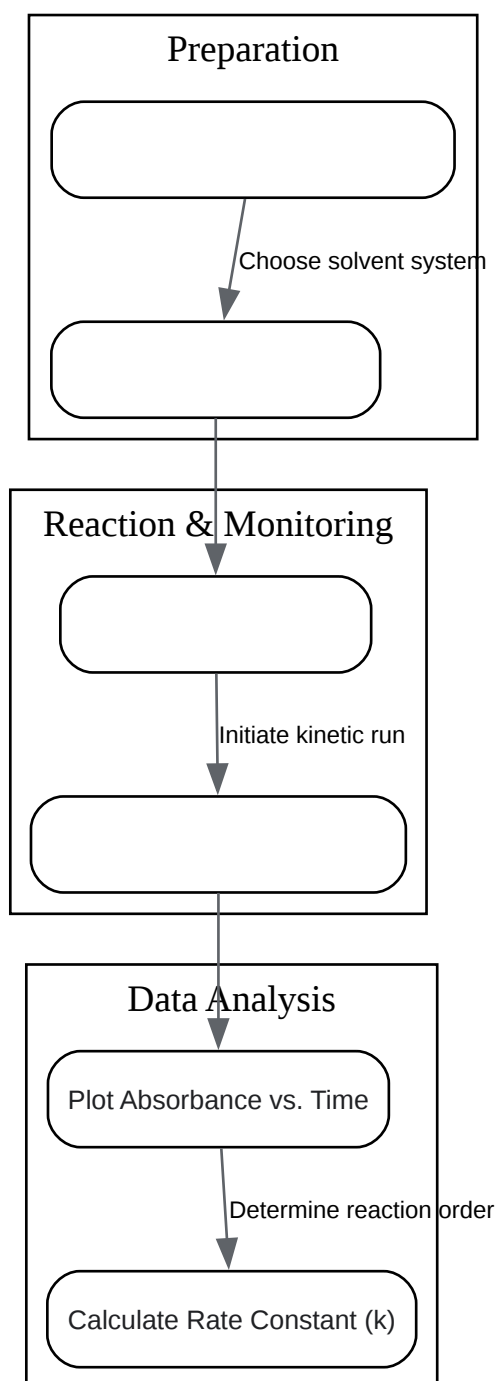 Preparation
Choose solvent system
Reaction & Monitoring
Initiate kinetic run
Data Analysis
Plot Absorbance vs. Time
Determine reaction order
Calculate Rate Constant (k)